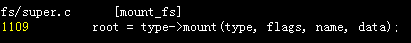 fs/super.c [mount_fs]
1109 root = type->mount(type, flags, name, data);